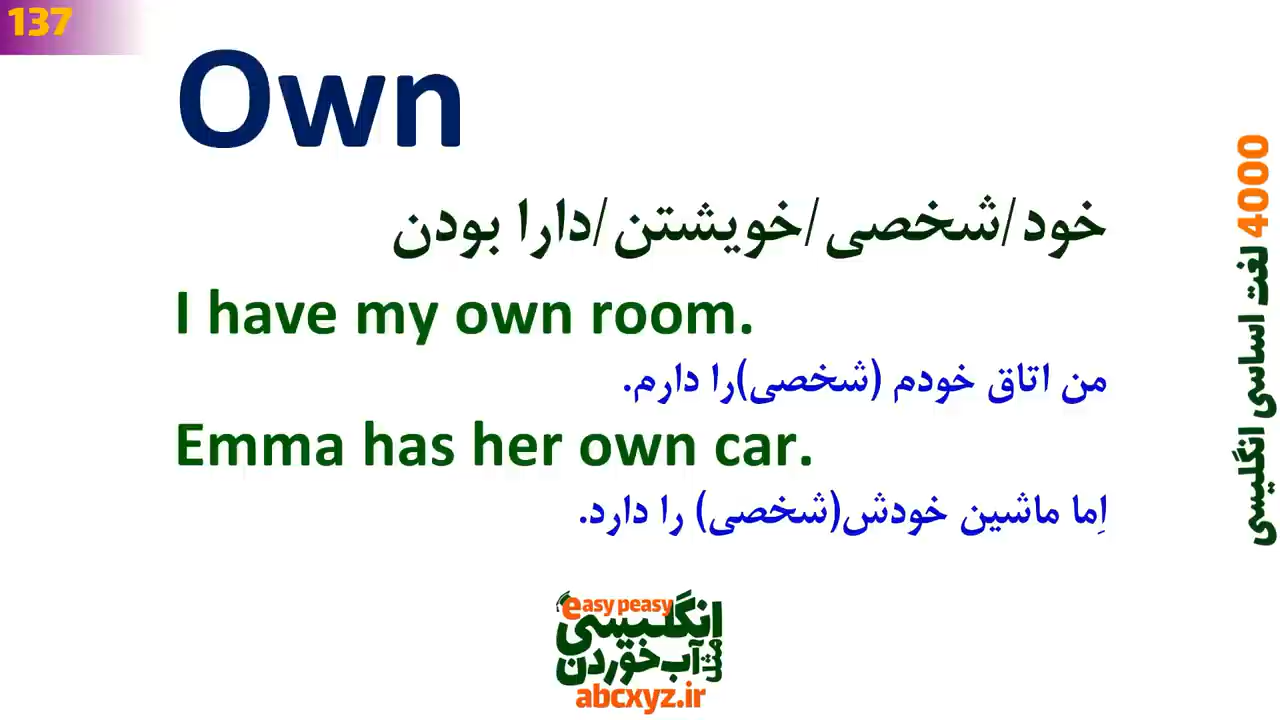 137
Own
خود/شخصی/خویشتن/دارا بودن
I have my own room.
من اتاق خودم (شخصی)را دارم.
Emma has her own car.
اِما ماشین خودش(شخصی) را دارد.
4000 لغت اساسی انگلیسی
easy peasy
انگلیسی
مثل آب خوردن
abcxyz.ir